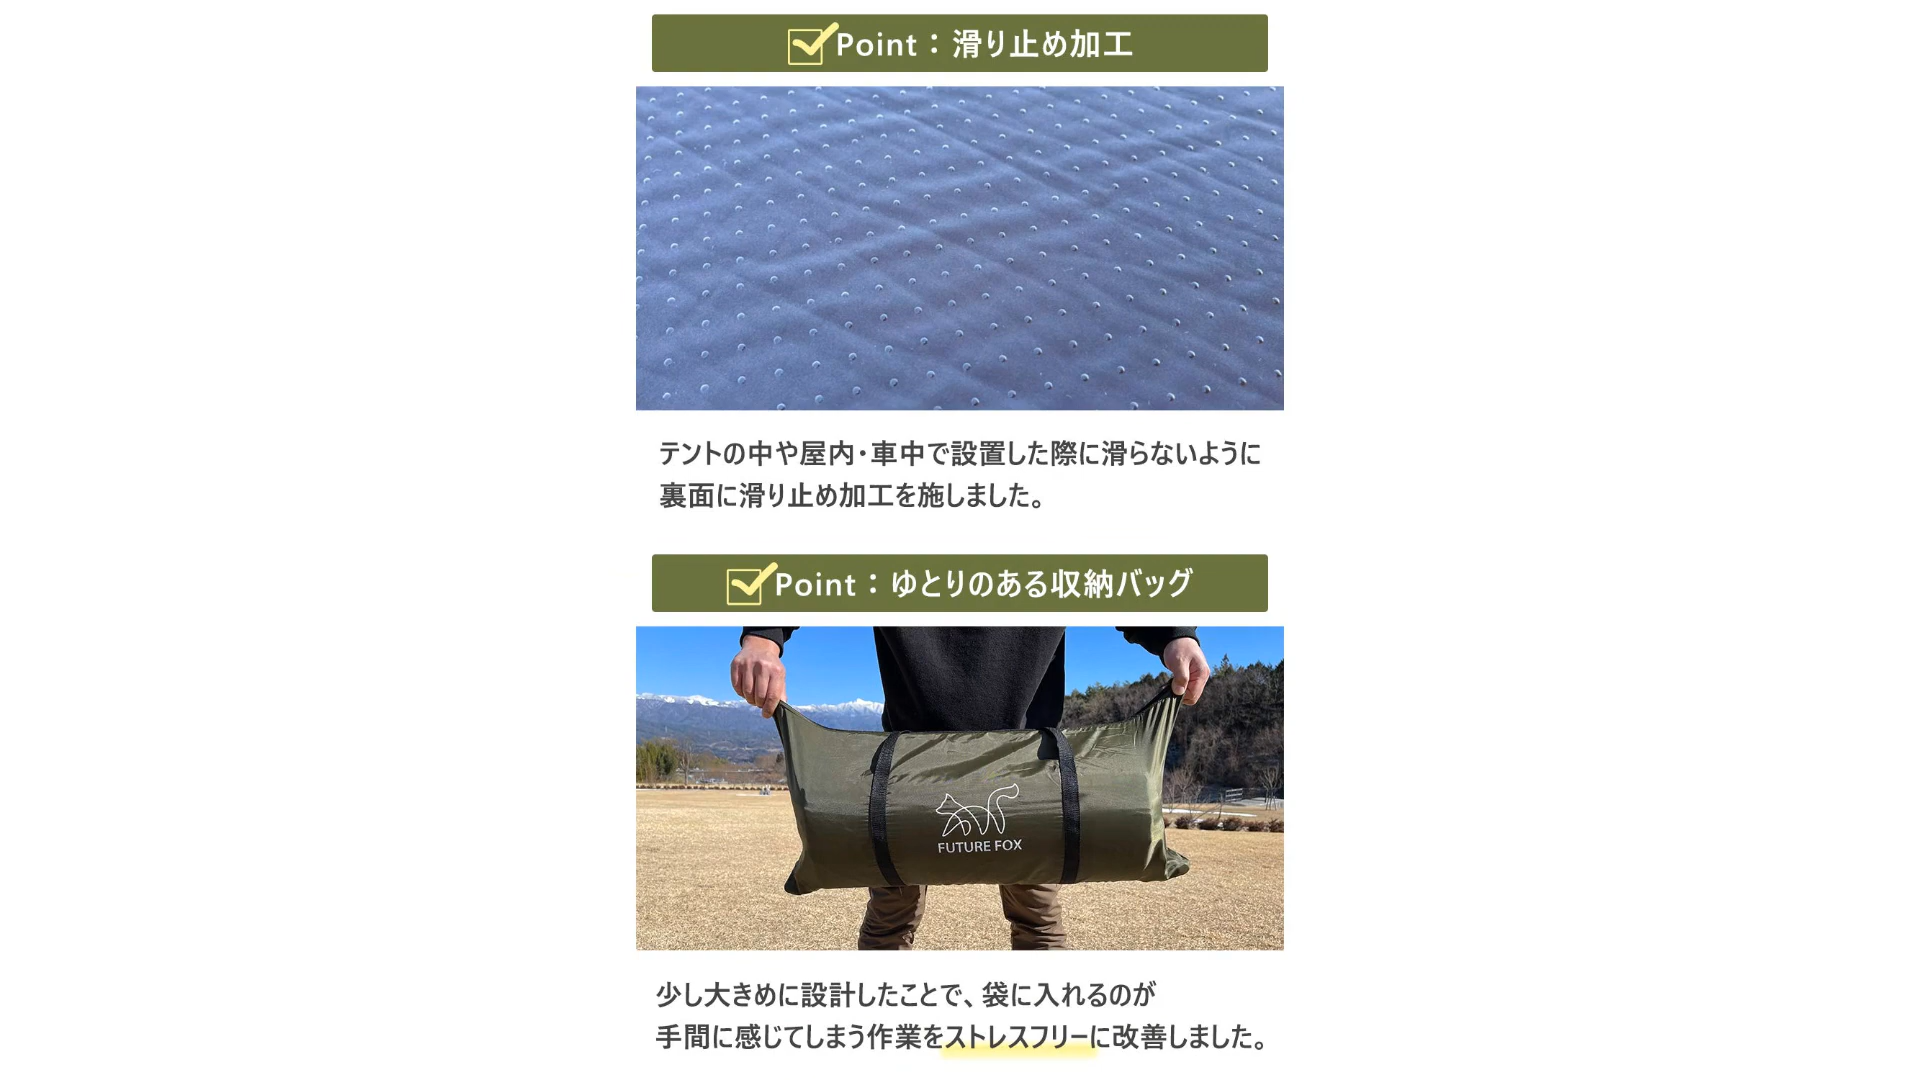 Point：滑り止め加工
テントの中や屋内・車中で設置した際に滑らないように
裏面に滑り止め加工を施しました。
Point：ゆとりのある収納バッグ
FUTURE FOX
少し大きめに設計したことで、袋に入れるのが
手間に感じてしまう作業をストレスフリーに改善しました。